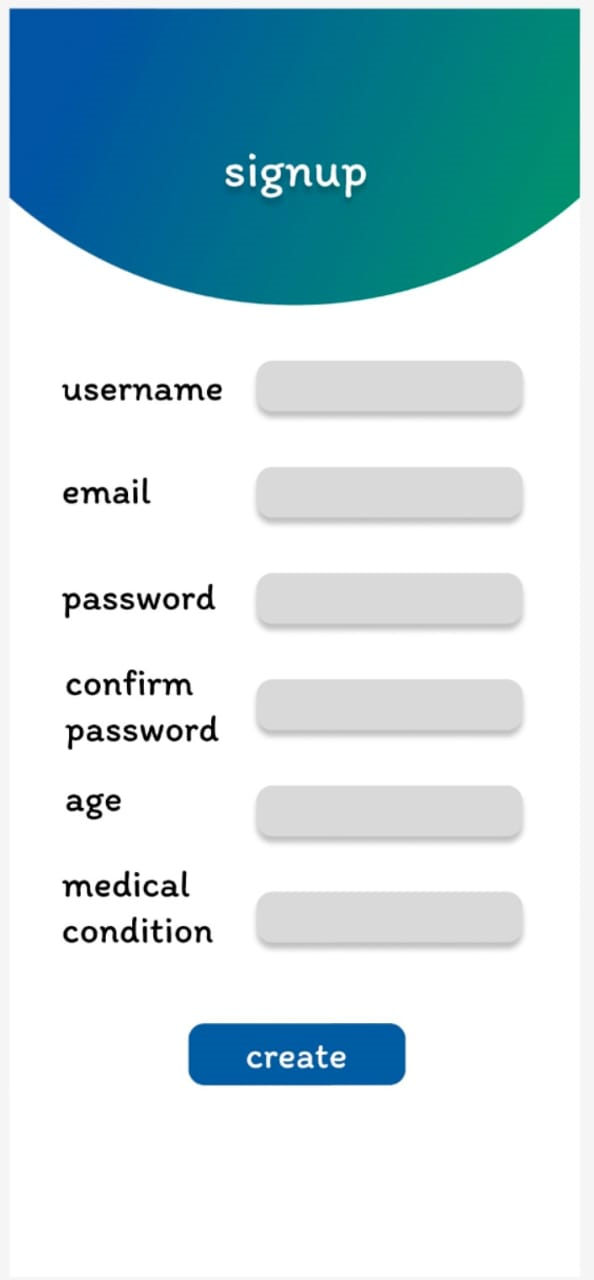 signup
username
email
password
confirm
password
age
medical
condition
create